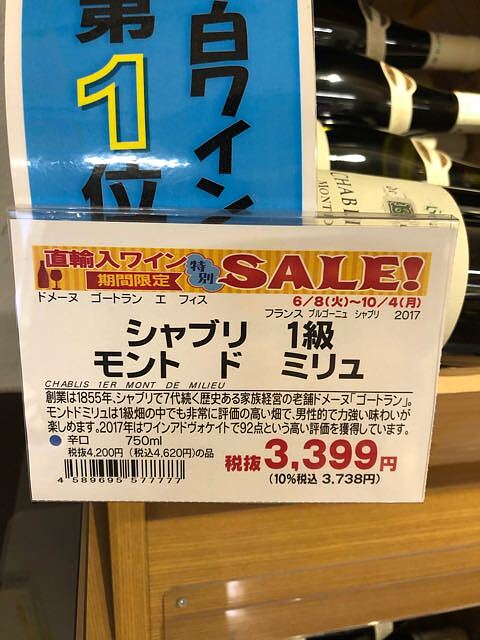 白ワイン
第1位
CHABLIS
直輸入ワイン
期間限定
特別
SALE!
6/8(火)~10/4(月)
ドメーヌ ゴートラン エ フィス
フランス ブルゴーニュ シャブリ 2017
シャブリ 1級
モント ド ミリュ
CHABLIS 1ER MONT DE MILIEU
創業は1855年、シャブリで7代続く歴史ある家族経営の老舗ドメーヌ「ゴートラン」。
モンドドミリュは1級畑の中でも非常に評価の高い畑で、男性的で力強い味わいが
楽しめます。2017年はワインアドヴォケイトで92点という高い評価を獲得しています。
辛口 750ml
税抜4,200円 (税込4,620円)の品
税抜 3,399円
(10%税込 3.738円)
4 589695 577777